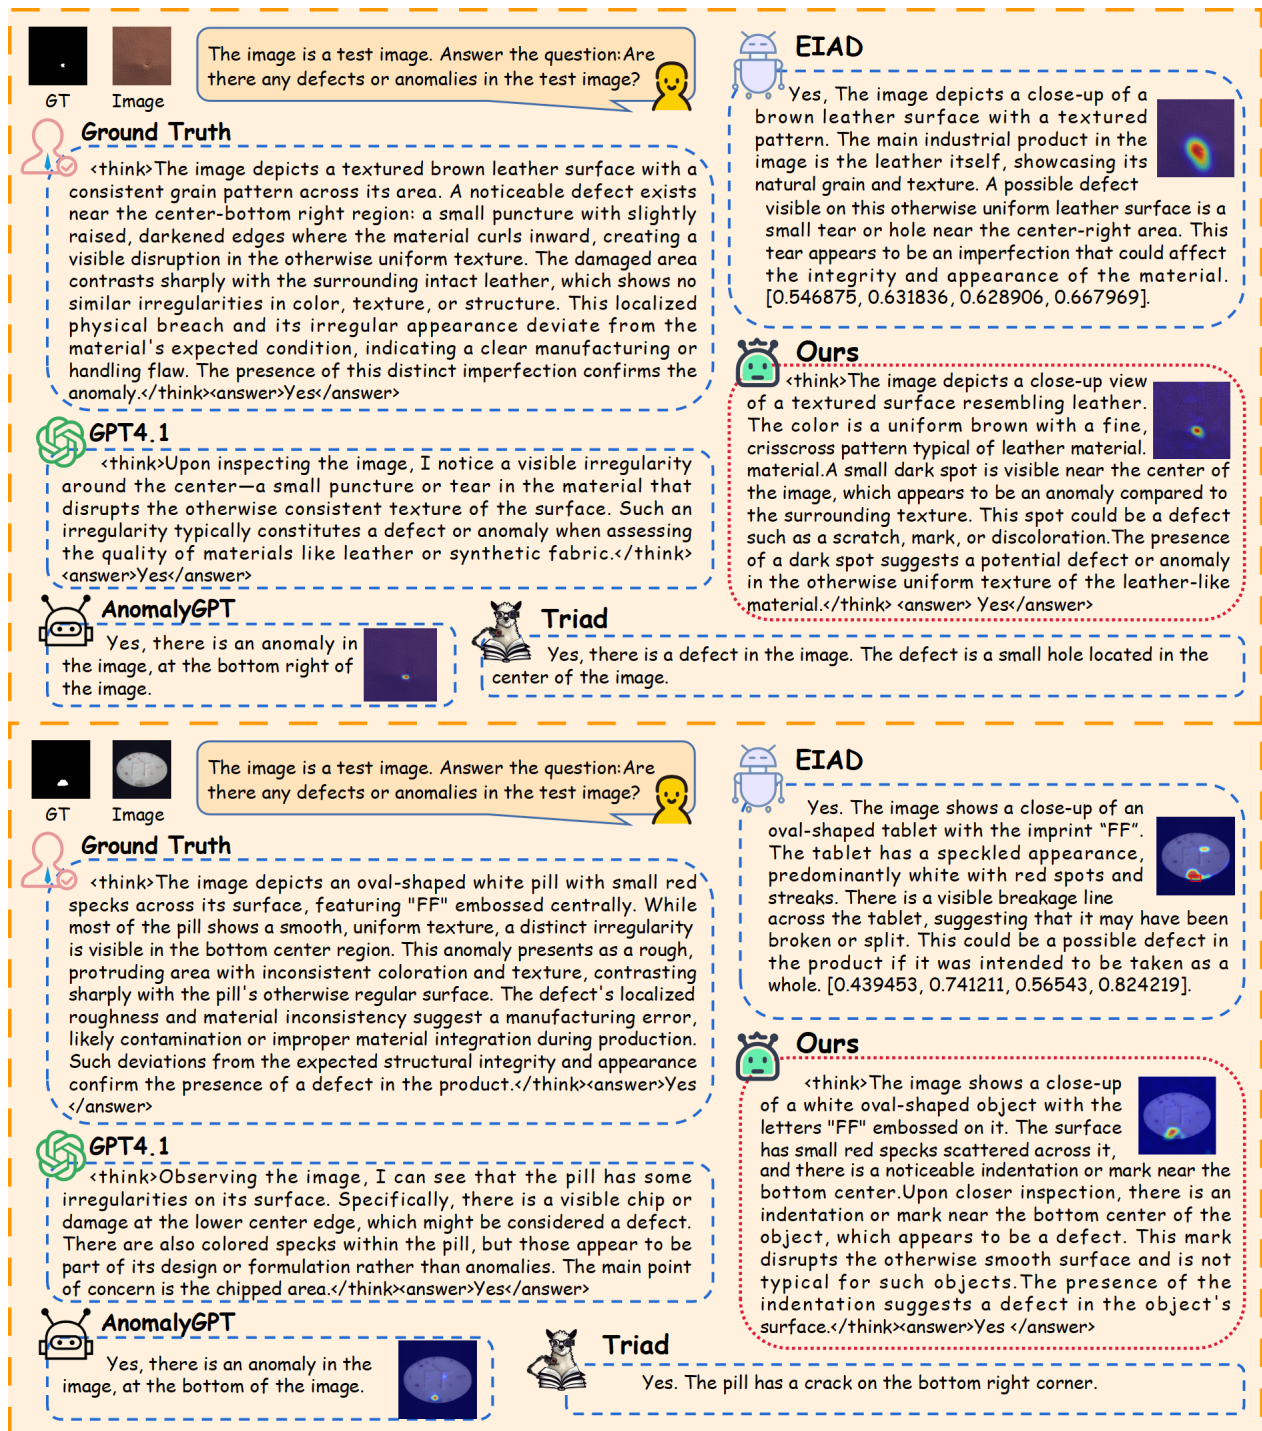 GT
Image
The image is a test image. Answer the question:Are
there any defects or anomalies in the test image?
Ground Truth
<think>The image depicts a textured brown leather surface with a
consistent grain pattern across its area. A noticeable defect exists
near the center-bottom right region: a small puncture with slightly
raised, darkened edges where the material curls inward, creating a
visible disruption in the otherwise uniform texture. The damaged area
contrasts sharply with the surrounding intact leather, which shows no
similar irregularities in color, texture, or structure. This localized
physical breach and its irregular appearance deviate from the
material's expected condition, indicating a clear manufacturing or
handling flaw. The presence of this distinct imperfection confirms the
anomaly.</think><answer>Yes</answer>
GPT4.1
<think>Upon inspecting the image, I notice a visible irregularity
around the center—a small puncture or tear in the material that
disrupts the otherwise consistent texture of the surface. Such an
irregularity typically constitutes a defect or anomaly when assessing
the quality of materials like leather or synthetic fabric.</think>
<answer>Yes</answer>
AnomalyGPT
Yes, there is an anomaly in
the image, at the bottom right of
the image.
EIAD
Yes, The image depicts a close-up of a
brown leather surface with a textured
pattern. The main industrial product in the
image is the leather itself, showcasing its
natural grain and texture. A possible defect
visible on this otherwise uniform leather surface is a
small tear or hole near the center-right area. This
tear appears to be an imperfection that could affect
the integrity and appearance of the material.
[0.546875, 0.631836, 0.628906, 0.667969].
Ours
<think>The image depicts a close-up view
of a textured surface resembling leather.
The color is a uniform brown with a fine,
crisscross pattern typical of leather material.
material.A small dark spot is visible near the center of
the image, which appears to be an anomaly compared to
the surrounding texture. This spot could be a defect
such as a scratch, mark, or discoloration.The presence
of a dark spot suggests a potential defect or anomaly
in the otherwise uniform texture of the leather-like
material.</think> <answer> Yes</answer>
Triad
Yes, there is a defect in the image. The defect is a small hole located in the
center of the image.
GT
Image
The image is a test image. Answer the question:Are
there any defects or anomalies in the test image?
Ground Truth
<think>The image depicts an oval-shaped white pill with small red
specks across its surface, featuring "FF" embossed centrally. While
most of the pill shows a smooth, uniform texture, a distinct irregularity
is visible in the bottom center region. This anomaly presents as a rough,
protruding area with inconsistent coloration and texture, contrasting
sharply with the pill's otherwise regular surface. The defect's localized
roughness and material inconsistency suggest a manufacturing error,
likely contamination or improper material integration during production.
Such deviations from the expected structural integrity and appearance
confirm the presence of a defect in the product.</think><answer>Yes
</answer>
GPT4.1
<think>Observing the image, I can see that the pill has some
irregularities on its surface. Specifically, there is a visible chip or
damage at the lower center edge, which might be considered a defect.
There are also colored specks within the pill, but those appear to be
part of its design or formulation rather than anomalies. The main point
of concern is the chipped area.</think><answer>Yes</answer>
AnomalyGPT
Yes, there is an anomaly in the
image, at the bottom of the image.
EIAD
Yes. The image shows a close-up of an
oval-shaped tablet with the imprint “FF”.
The tablet has a speckled appearance,
predominantly white with red spots and
streaks. There is a visible breakage line
across the tablet, suggesting that it may have been
broken or split. This could be a possible defect in
the product if it was intended to be taken as a
whole. [0.439453, 0.741211, 0.56543, 0.824219].
Ours
<think>The image shows a close-up
of a white oval-shaped object with the
letters "FF" embossed on it. The surface
has small red specks scattered across it,
and there is a noticeable indentation or mark near the
bottom center.Upon closer inspection, there is an
indentation or mark near the bottom center of the
object, which appears to be a defect. This mark
disrupts the otherwise smooth surface and is not
typical for such objects.The presence of the
indentation suggests a defect in the object's
surface.</think><answer>Yes </answer>
Triad
Yes. The pill has a crack on the bottom right corner.